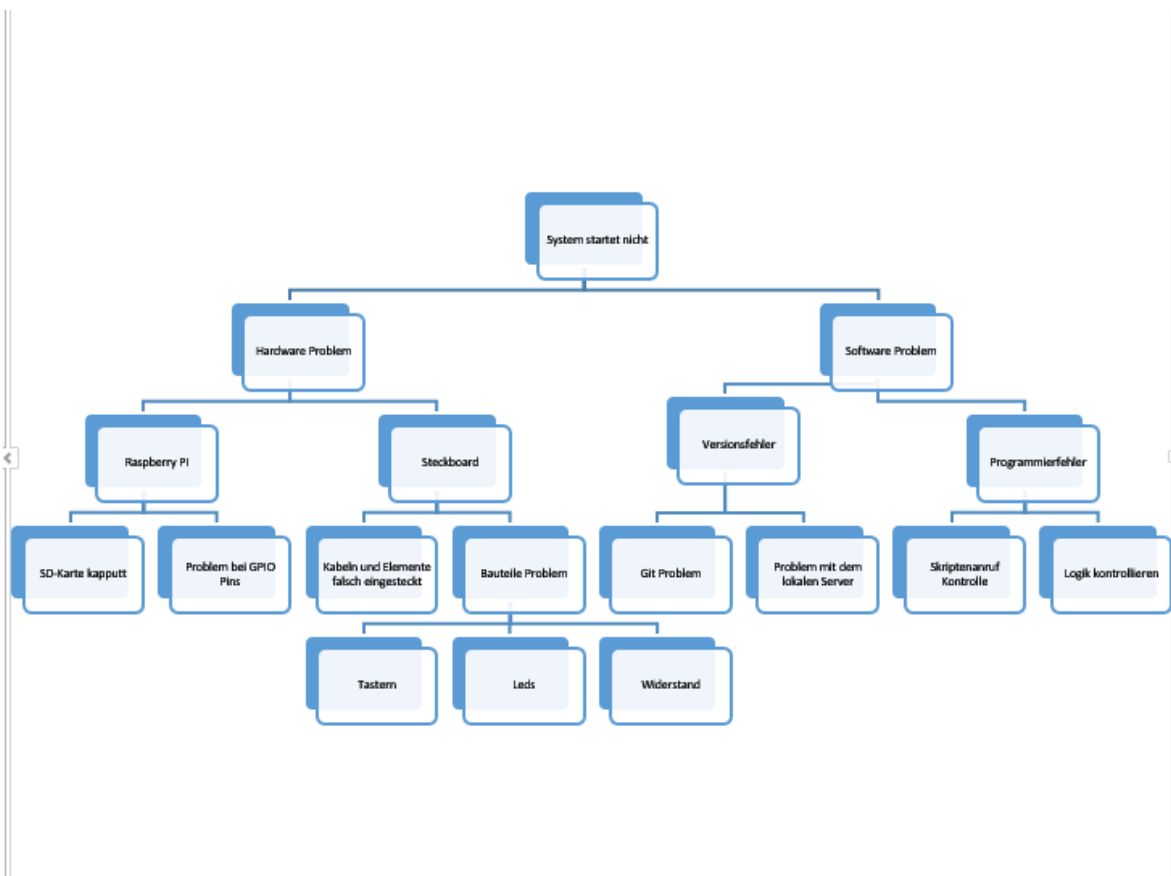 System startet nicht
Hardware Problem
Software Problem
Raspberry PI
Steckboard
Versionsfehler
Programmierfehler
SD-Karte kapputt
Problem bei GPIO
Pins
Kabeln und Elemente
falsch eingesteckt
Bauteile Problem
Git Problem
Problem mit dem
lokalen Server
Skriptenanruf
Kontrolle
Logik kontrollieren
Tastern
Leds
Widerstand